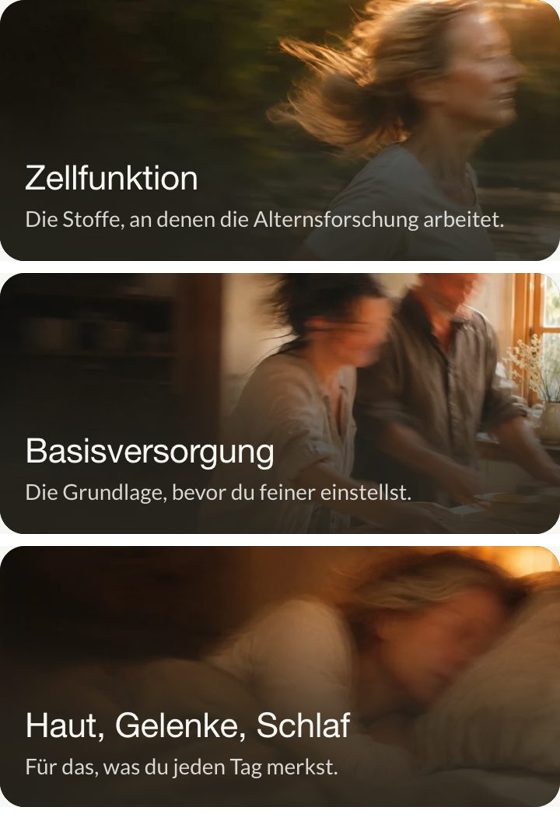 Zellfunktion
Die Stoffe, an denen die Alternsforschung arbeitet.
Basisversorgung
Die Grundlage, bevor du feiner einstellst.
Haut, Gelenke, Schlaf
Für das, was du jeden Tag merkst.